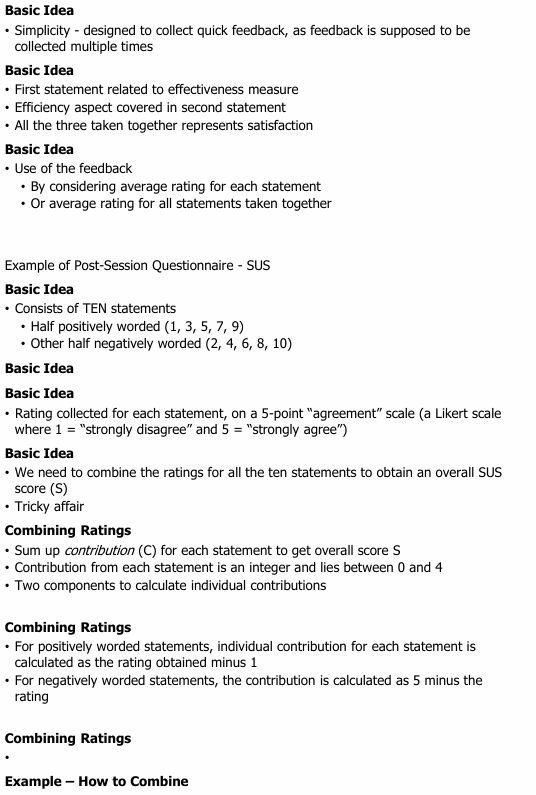 Basic Idea
• Simplicity - designed to collect quick feedback, as feedback is supposed to be
collected multiple times
Basic Idea
• First statement related to effectiveness measure
• Efficiency aspect covered in second statement
• All the three taken together represents satisfaction
Basic Idea
• Use of the feedback
• By considering average rating for each statement
• Or average rating for all statements taken together
Example of Post-Session Questionnaire - SUS
Basic Idea
• Consists of TEN statements
• Half positively worded (1, 3, 5, 7, 9)
• Other half negatively worded (2, 4, 6, 8, 10)
Basic Idea
Basic Idea
• Rating collected for each statement, on a 5-point “agreement” scale (a Likert scale
where 1 = “strongly disagree” and 5 = “strongly agree”)
Basic Idea
• We need to combine the ratings for all the ten statements to obtain an overall SUS
score (S)
• Tricky affair
Combining Ratings
• Sum up contribution (C) for each statement to get overall score S
• Contribution from each statement is an integer and lies between 0 and 4
• Two components to calculate individual contributions
Combining Ratings
• For positively worded statements, individual contribution for each statement is
calculated as the rating obtained minus 1
• For negatively worded statements, the contribution is calculated as 5 minus the
rating
Combining Ratings
•
Example – How to Combine